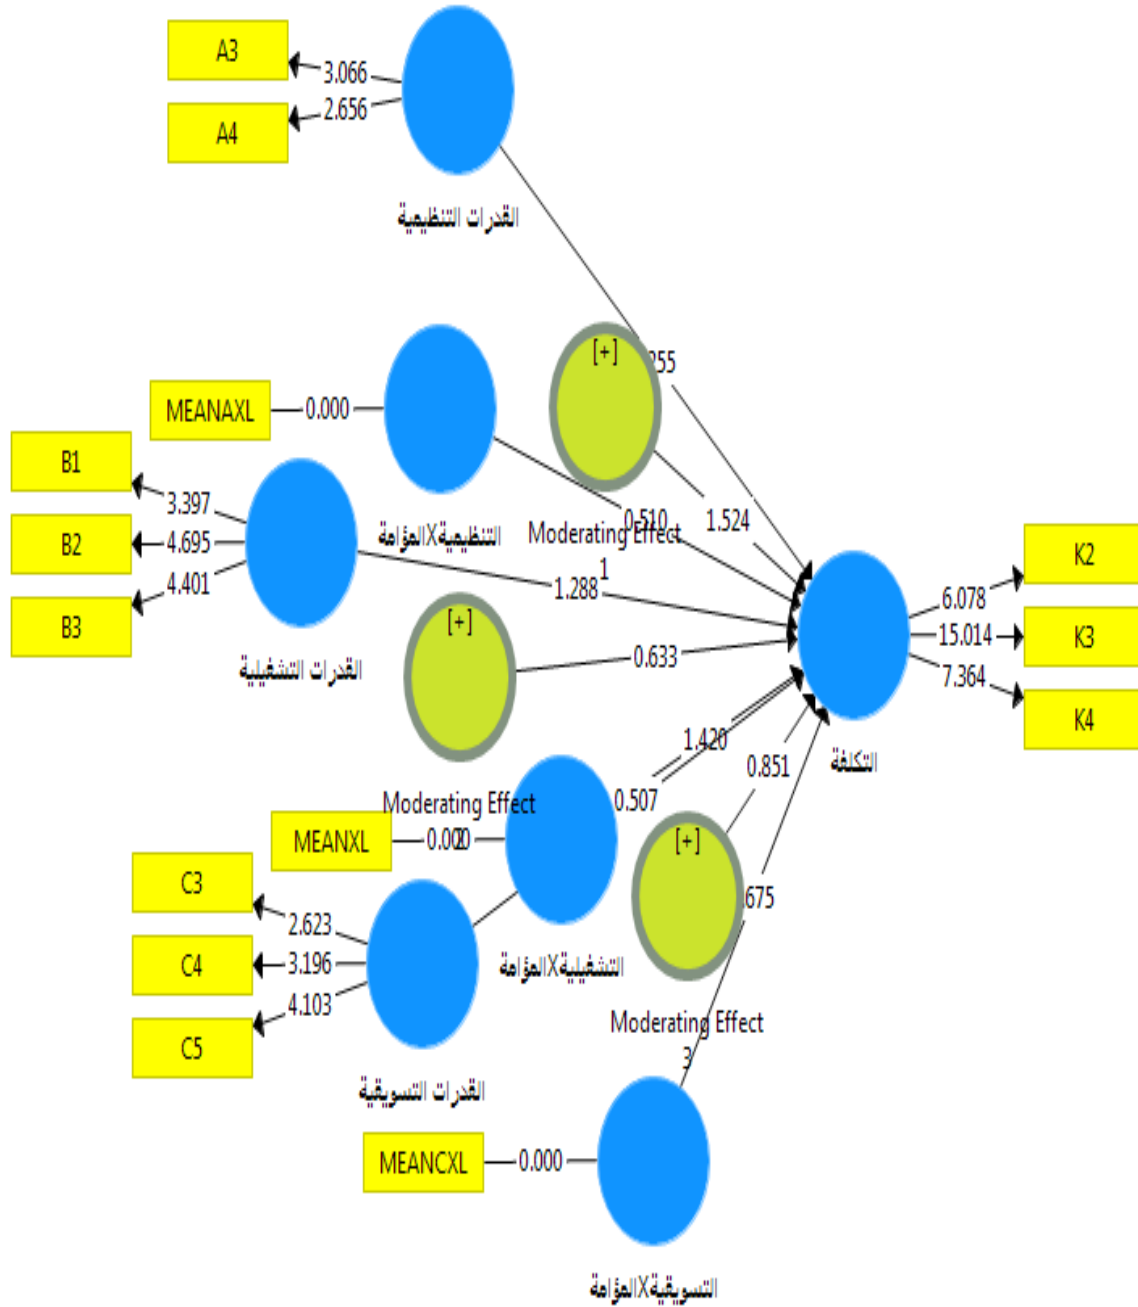 A3
3.066
2.656
A4
القدرات التنظيمية
[+]
255
MEANAXL
0.000
B1
3.397
B2
4.695
4.401
B3
التنظيميةXالمؤامة
0.510
1.524
Moderating Effect
1
1.288
K2
6.078
K3
15.014
7.364
K4
القدرات التشغيلية
[+]
0.633
التكلفة
1.420
0.851
0.507
Moderating Effect
2
MEANXL
0.000
[+]
C3
2.623
C4
3.196
4.103
C5
675
التشغيليةXالمؤامة
Moderating Effect
3
القدرات التسويقية
MEANCXL
0.000
التسويقيةXالمؤامة